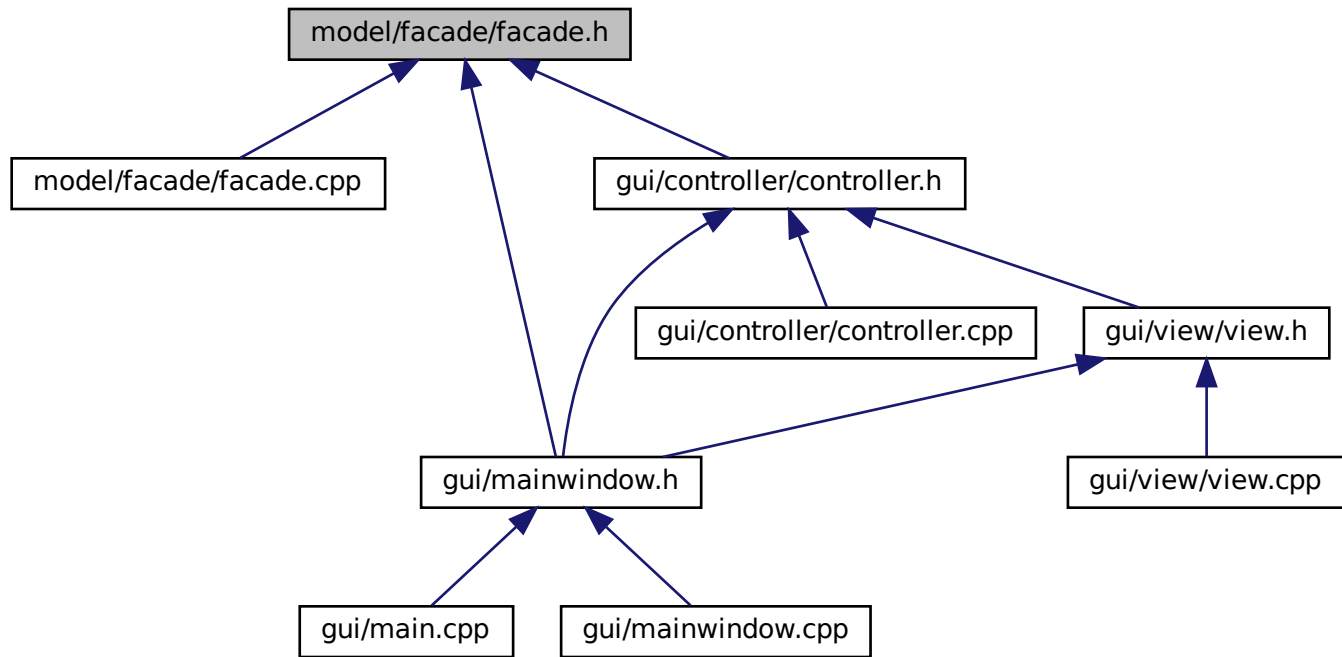 model/facade/facade.h
model/facade/facade.cpp
gui/controller/controller.h
gui/controller/controller.cpp
gui/view/view.h
gui/mainwindow.h
gui/view/view.cpp
gui/main.cpp
gui/mainwindow.cpp